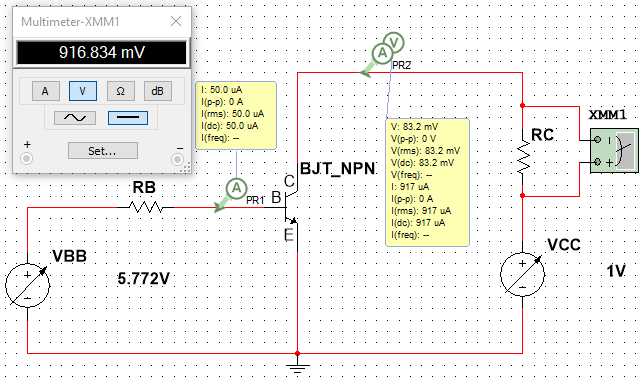 Multimeter-XMM1
916.834 mV
A V Ω dB
+ Set... −
I: 50.0 uA
I(p-p): 0 A
I(rms): 50.0 uA
I(dc): 50.0 uA
I(freq): --
A V
PR2
V: 83.2 mV
V(p-p): 0 V
V(rms): 83.2 mV
V(dc): 83.2 mV
V(freq): --
I: 917 uA
I(p-p): 0 A
I(rms): 917 uA
I(dc): 917 uA
I(freq): --
XMM1
RC
C BJT_NPN
RB
A
PR1 B
E
VBB
5.772V
VCC
1V